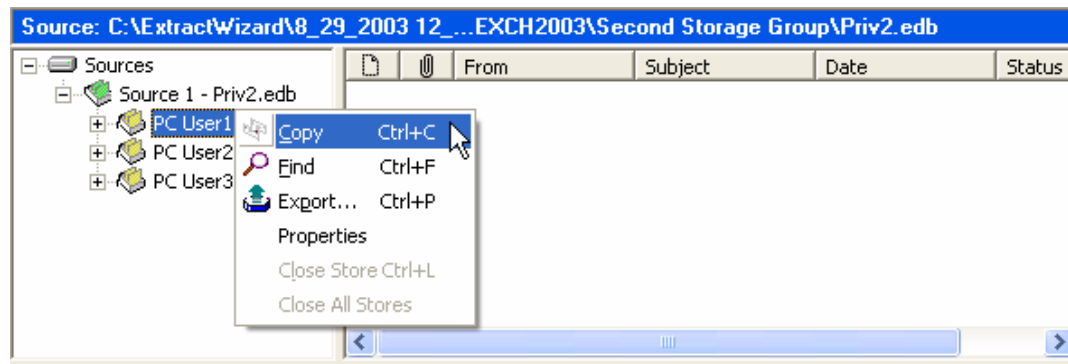 Source: C:\ExtractWizard\8_29_2003 12_...EXCH2003\Second Storage Group\Priv2.edb
Sources
From Subject Date Status
Source 1 - Priv2.edb
PC User1
PC User2
PC User3
Copy Ctrl+C
Find Ctrl+F
Export... Ctrl+P
Properties
Close Store Ctrl+L
Close All Stores